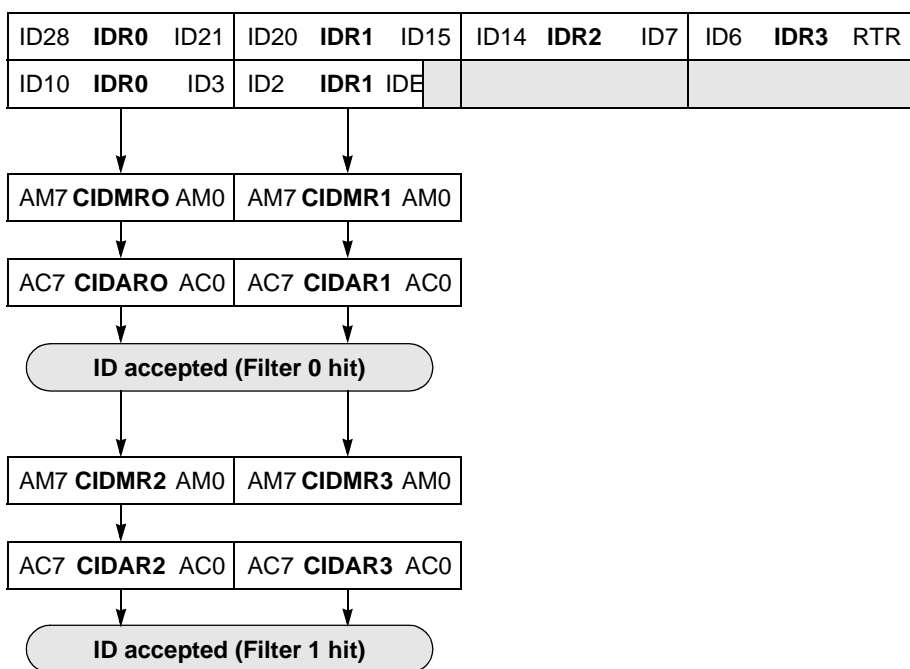 ID28 IDR0 ID21 ID20 IDR1 ID15 ID14 IDR2 ID7 ID6 IDR3 RTR
ID10 IDR0 ID3 ID2 IDR1 IDE
AM7 CIDMRO AM0 AM7 CIDMR1 AM0
AC7 CIDARO AC0 AC7 CIDAR1 AC0
ID accepted (Filter 0 hit)
AM7 CIDMR2 AM0 AM7 CIDMR3 AM0
AC7 CIDAR2 AC0 AC7 CIDAR3 AC0
ID accepted (Filter 1 hit)